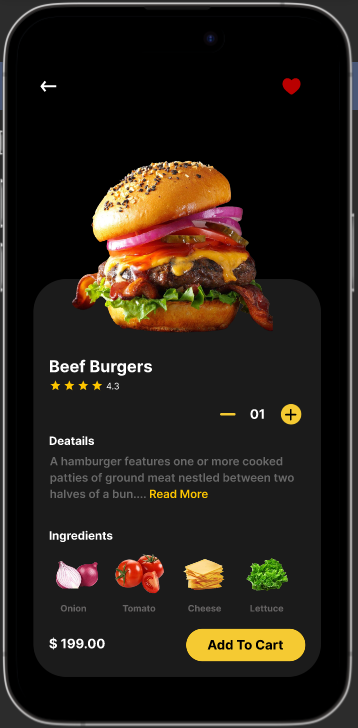 Beef Burgers
4.3
01
Deatails
A hamburger features one or more cooked
patties of ground meat nestled between two
halves of a bun.... Read More
Ingredients
Onion Tomato Cheese Lettuce
$ 199.00 Add To Cart